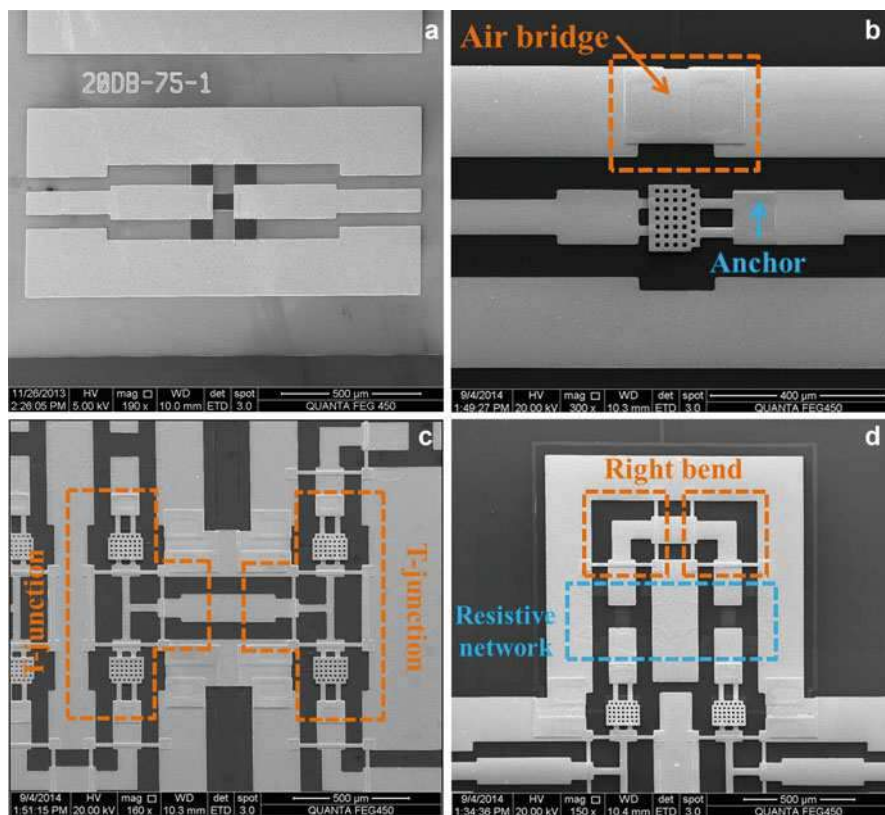 a
20DB-75-1
11/26/2013 HV mag □ WD det spot 500 µm
2:26:05 PM 5.00 kV 190 x 10.0 mm ETD 3.0 QUANTA FEG 450
b
Air bridge
Anchor
9/4/2014 HV mag □ WD det spot 400 µm
1:49:27 PM 20.00 kV 300 x 10.3 mm ETD 3.0 QUANTA FEG450
c
T-junction
T-junction
9/4/2014 HV mag □ WD det spot 500 µm
1:51:15 PM 20.00 kV 160 x 10.3 mm ETD 3.0 QUANTA FEG450
d
Right bend
Resistive
network
9/4/2014 HV mag □ WD det spot 500 µm
1:34:36 PM 20.00 kV 150 x 10.4 mm ETD 3.0 QUANTA FEG450